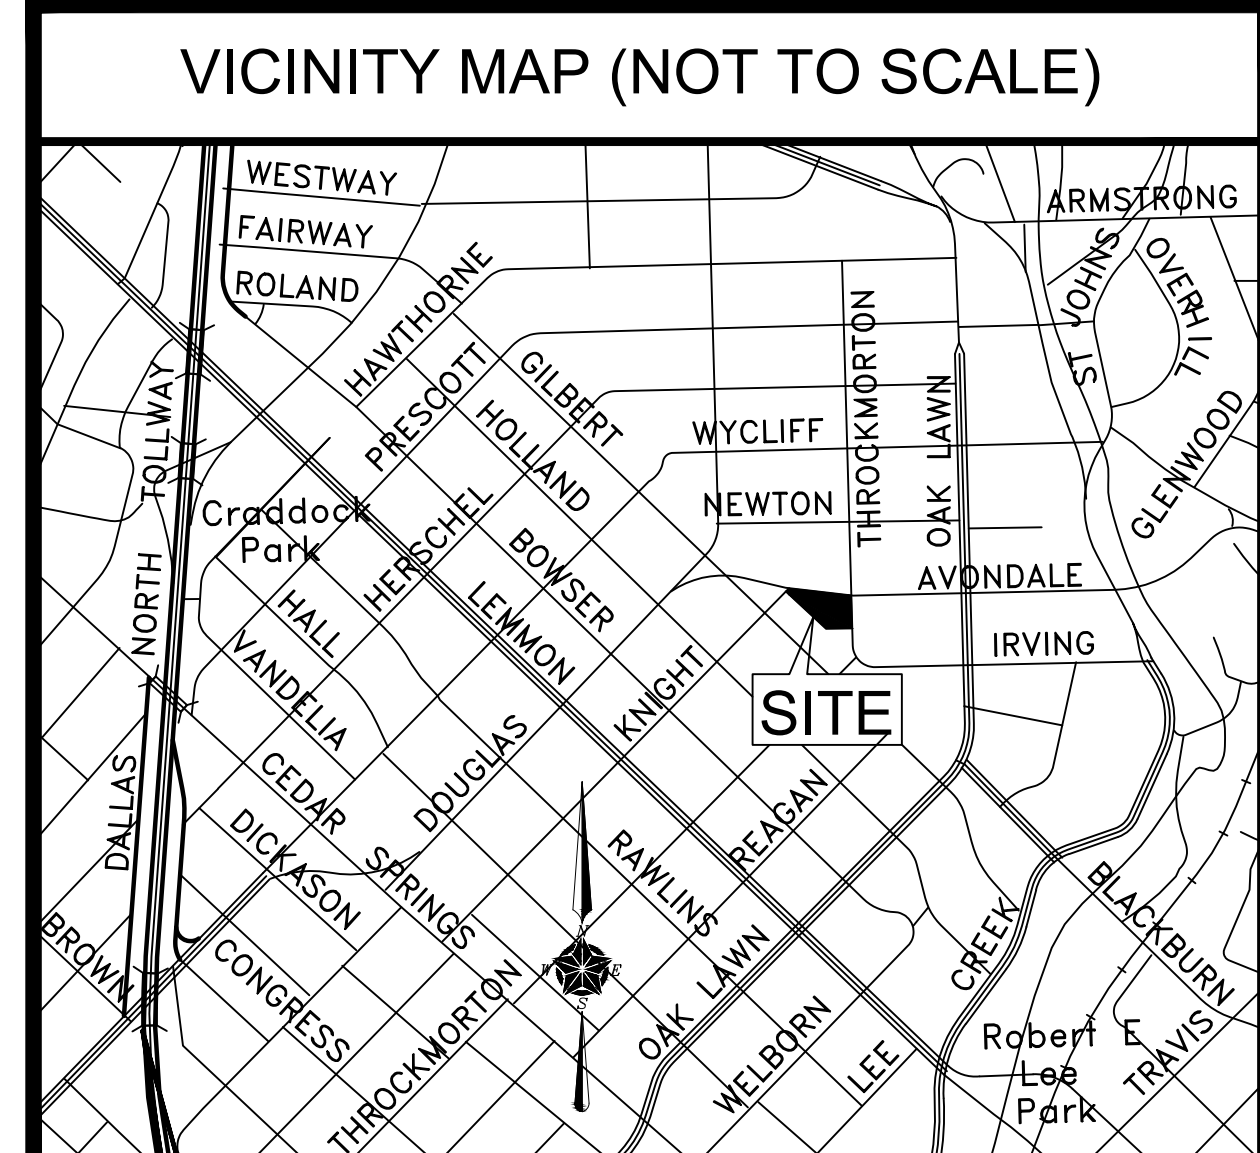 VICINITY MAP (NOT TO SCALE)
WESTWAY
ARMSTRONG
FAIRWAY
ROLAND
HAWTHORNE
ST JOHNS
OVERHILL
THROCKMORTON
PRESCOTT
GILBERT
HOLLAND
WYCLIFF
OAK LAWN
GLENWOOD
NORTH TOLLWAY
NEWTON
Craddock
Park
HERSCHEL
BOWSER
AVONDALE
HALL
LEMMON
IRVING
VANDELIA
KNIGHT
SITE
DALLAS
CEDAR SPRINGS
DOUGLAS
REAGAN
DICKASON
RAWLINS
BLACKBURN
BROWN
CONGRESS
THROCKMORTON
N
W
E
S
OAK LAWN
CREEK
WELBORN
LEE
Robert E
Lee
Park
TRAVIS